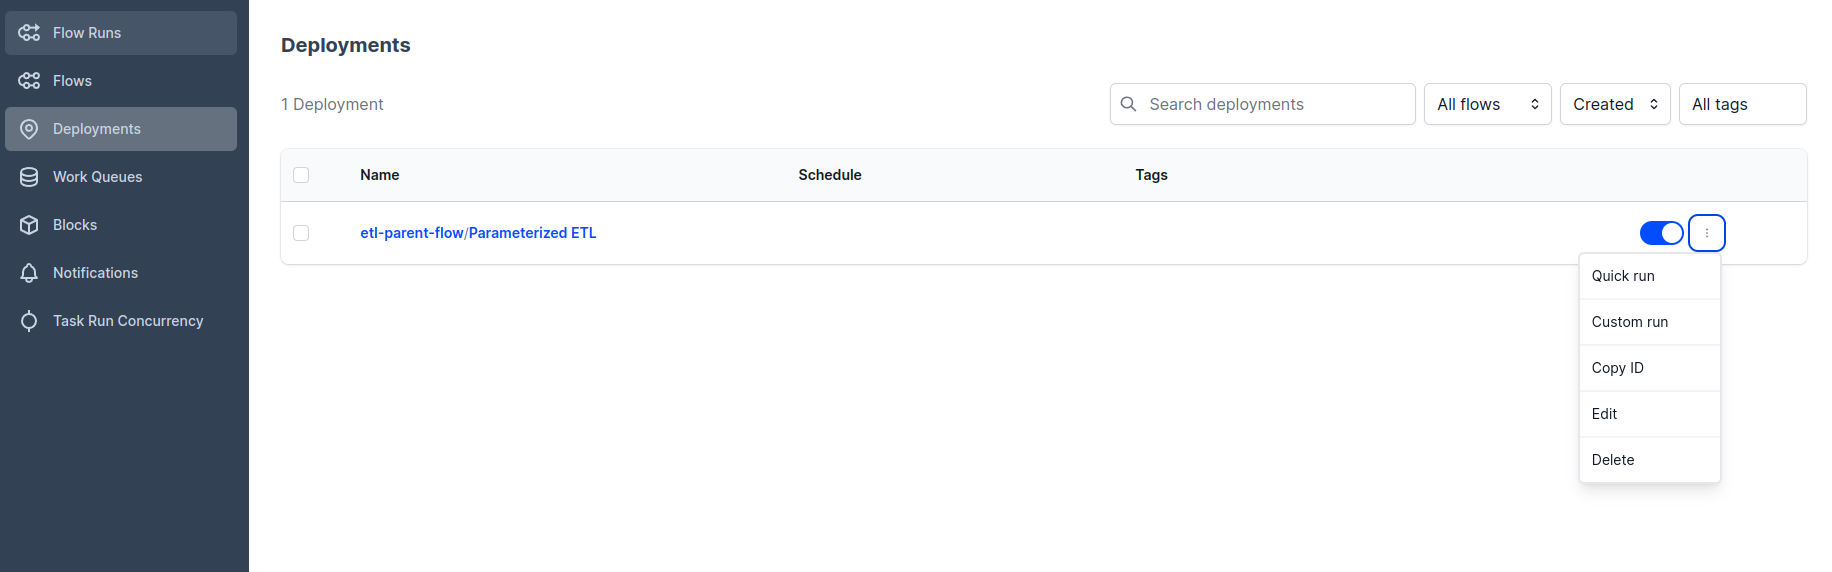 Flow Runs
Flows
Deployments
Work Queues
Blocks
Notifications
Task Run Concurrency
Deployments
1 Deployment
Search deployments
All flows
Created
All tags
Name Schedule Tags
etl-parent-flow/Parameterized ETL
Quick run
Custom run
Copy ID
Edit
Delete